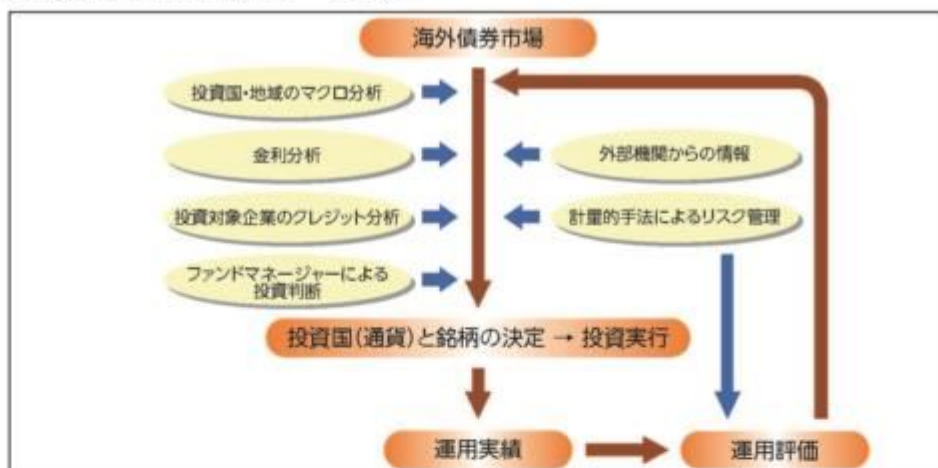 海外債券市場
投資国・地域のマクロ分析
金利分析
外部機関からの情報
投資対象企業のクレジット分析
計量的手法によるリスク管理
ファンドマネージャーによる
投資判断
投資国(通貨)と銘柄の決定 → 投資実行
運用実績
運用評価